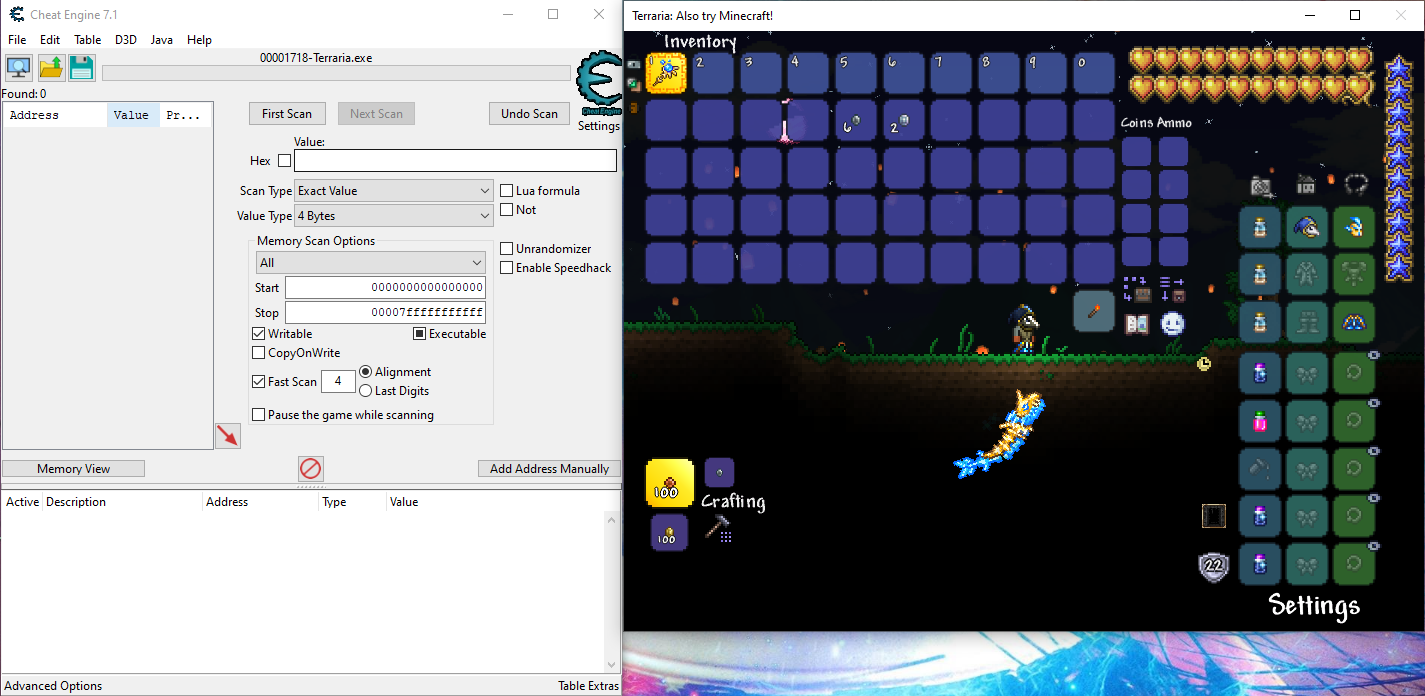 Cheat Engine 7.1
File Edit Table D3D Java Help
00001718-Terraria.exe
Found: 0
Address Value Pr...
First Scan Next Scan Undo Scan
Cheat Engine
Settings
Value:
Hex
Scan Type Exact Value
Lua formula
Value Type 4 Bytes
Not
Memory Scan Options
All
Unrandomizer
Enable Speedhack
Start 0000000000000000
Stop 00007fffffffffff
Writable Executable
CopyOnWrite
Fast Scan 4 Alignment
Last Digits
Pause the game while scanning
Memory View Add Address Manually
Active Description Address Type Value
Advanced Options Table Extras
Terraria: Also try Minecraft!
Inventory
1 2 3 4 5 6 7 8 9 0
6 2
Coins Ammo
100
Crafting
100
22
Settings